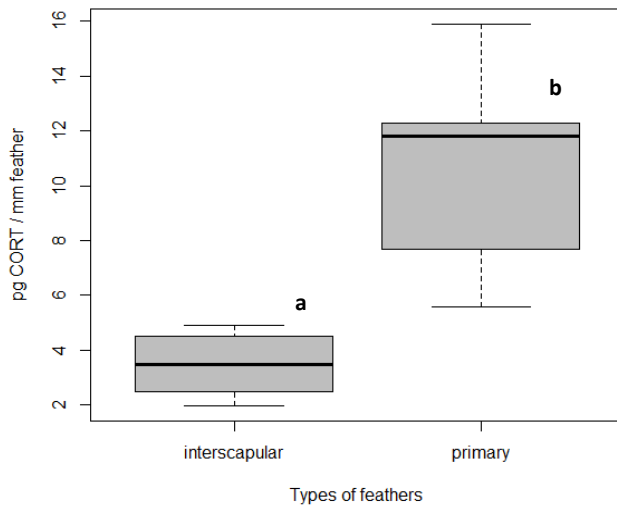 pg CORT / mm feather
16
14
12
10
8
6
4
2
a
b
interscapular
primary
Types of feathers